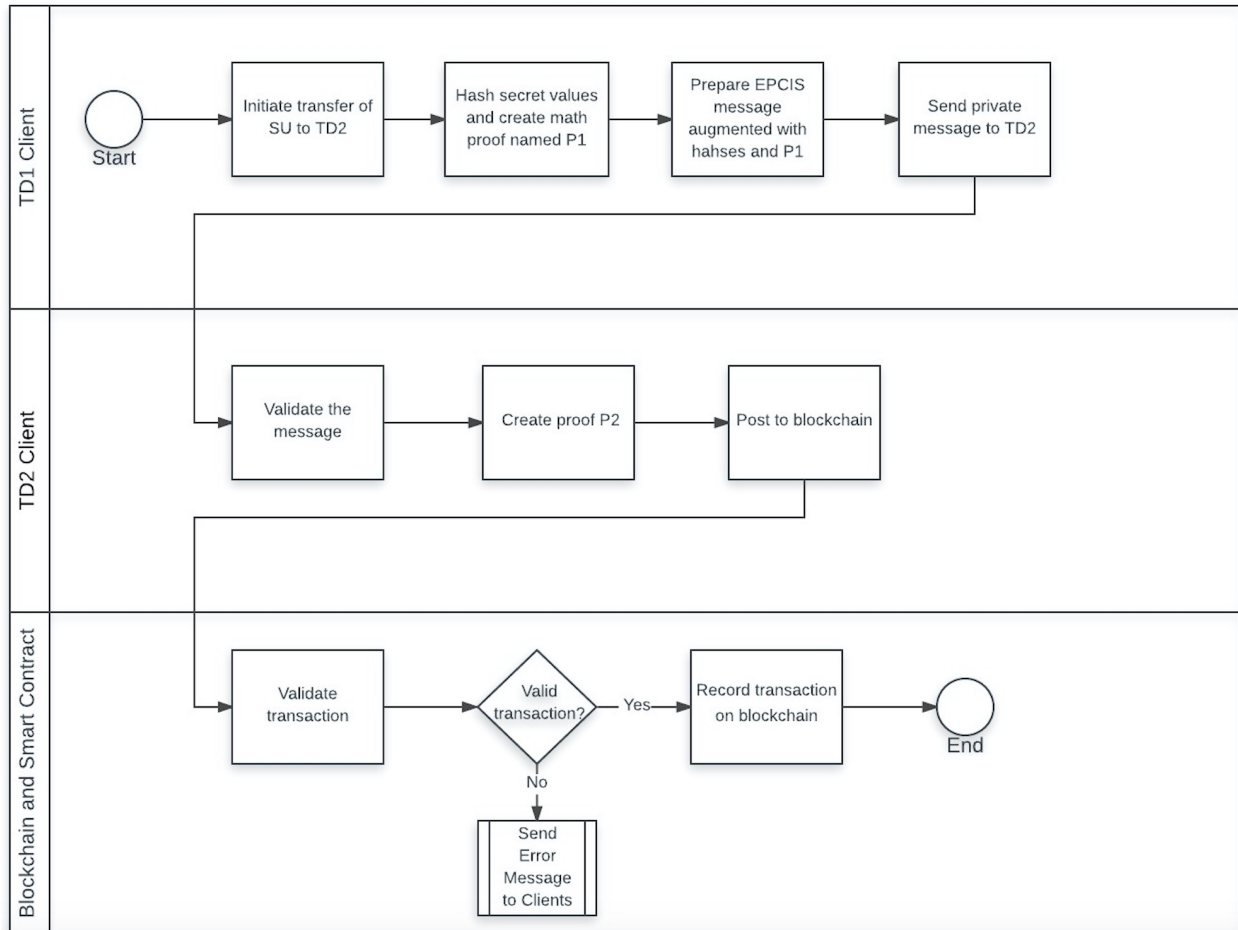 TD1 Client
Start
Initiate transfer of
SU to TD2
Hash secret values
and create math
proof named P1
Prepare EPCIS
message
augmented with
hahses and P1
Send private
message to TD2
TD2 Client
Validate the
message
Create proof P2
Post to blockchain
Blockchain and Smart Contract
Validate
transaction
Valid
transaction?
Yes
Record transaction
on blockchain
End
No
Send
Error
Message
to Clients